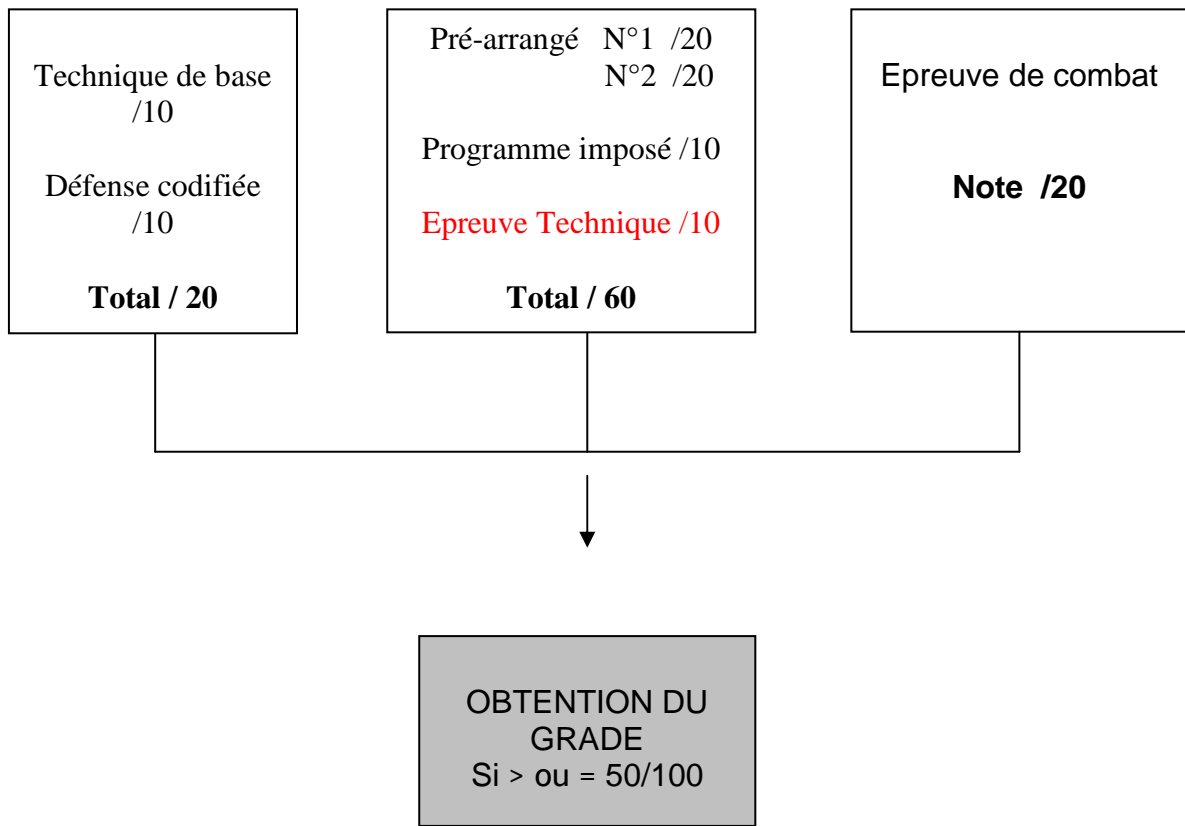 Technique de base
/10
Défense codifiée
/10
Total / 20
Pré-arrangé N°1 /20
N°2 /20
Programme imposé /10
Epreuve Technique /10
Total / 60
Epreuve de combat
Note /20
OBTENTION DU
GRADE
Si > ou = 50/100